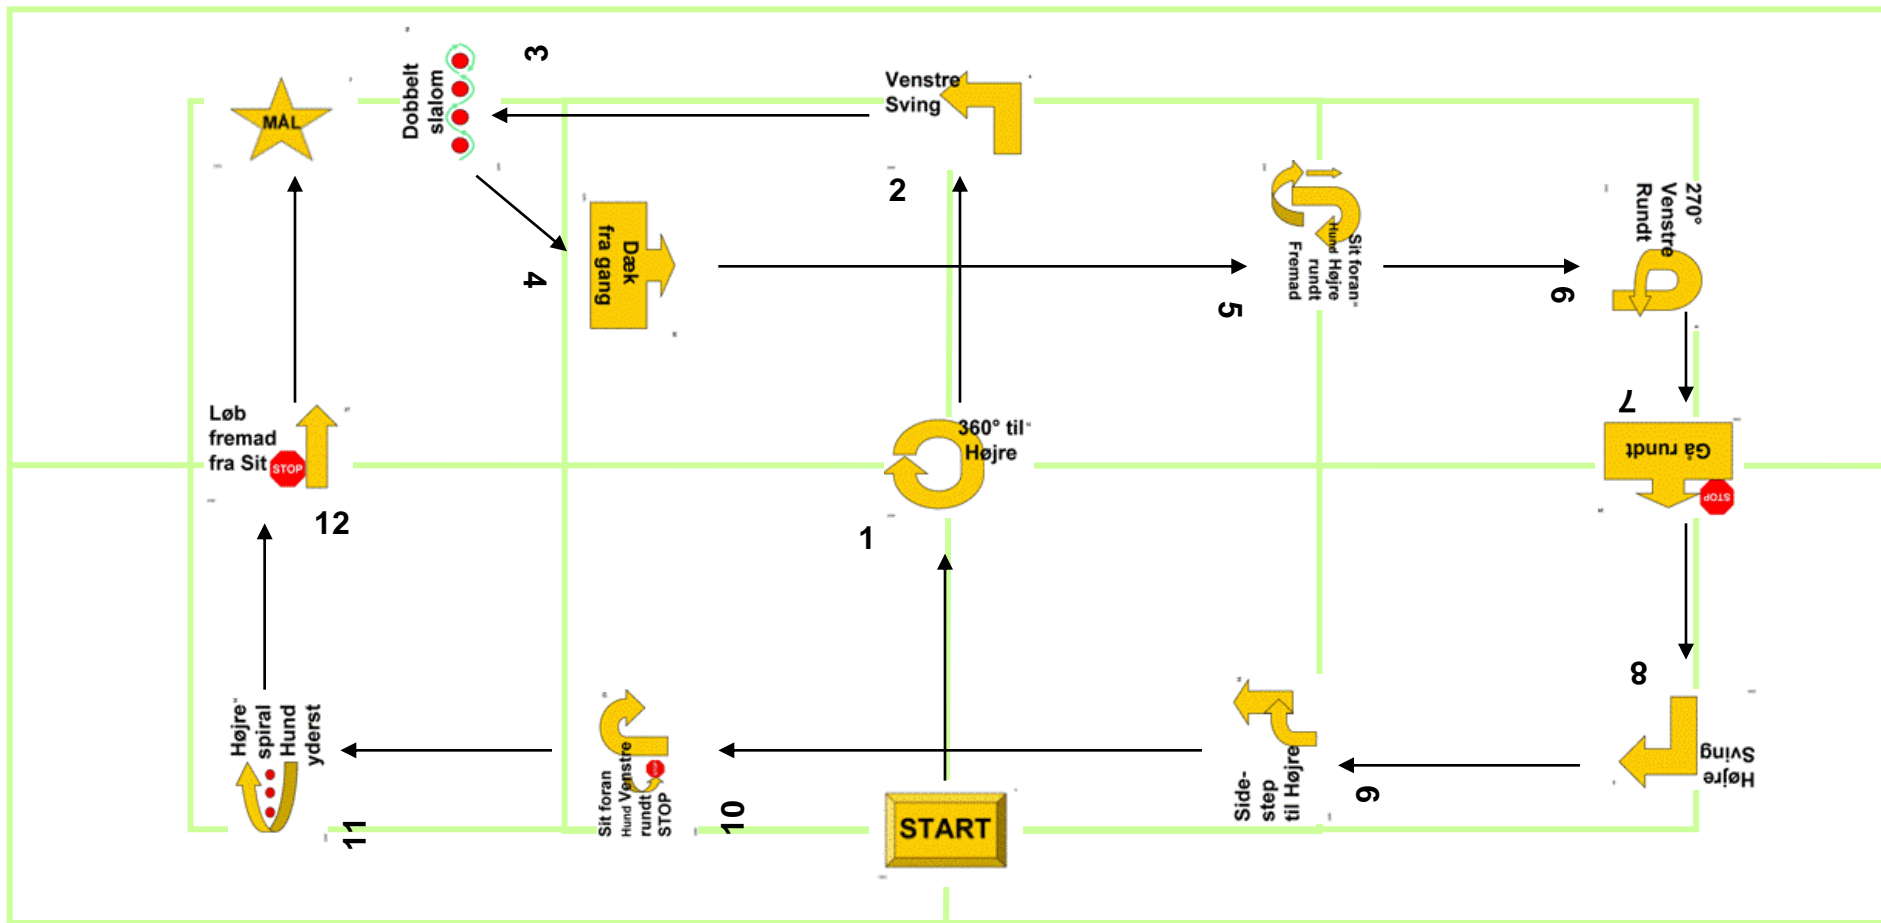 START
1
360° til
Højre
2
Venstre
Sving
3
Dobbelt
slalom
4
Dæk
fra gang
5
Sit foran
Hund Højre
rundt
Fremad
6
270°
Venstre
Rundt
7
Gå rundt
STOP
8
Højre
Sving
9
Side-
step
til Højre
10
Sit foran
Hund Venstre
rundt
STOP
STOP
11
Højre
spiral
Hund
yderst
12
Løb
fremad
fra Sit
STOP
MÅL